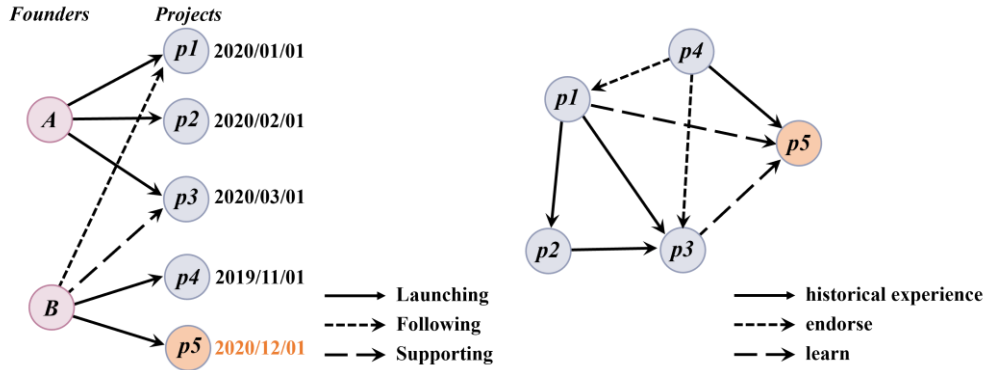 Founders Projects
p1 2020/01/01
A
p2 2020/02/01
p3 2020/03/01
B
p4 2019/11/01
p5 2020/12/01
Launching
Following
Supporting
p4
p1
p5
p2
p3
historical experience
endorse
learn